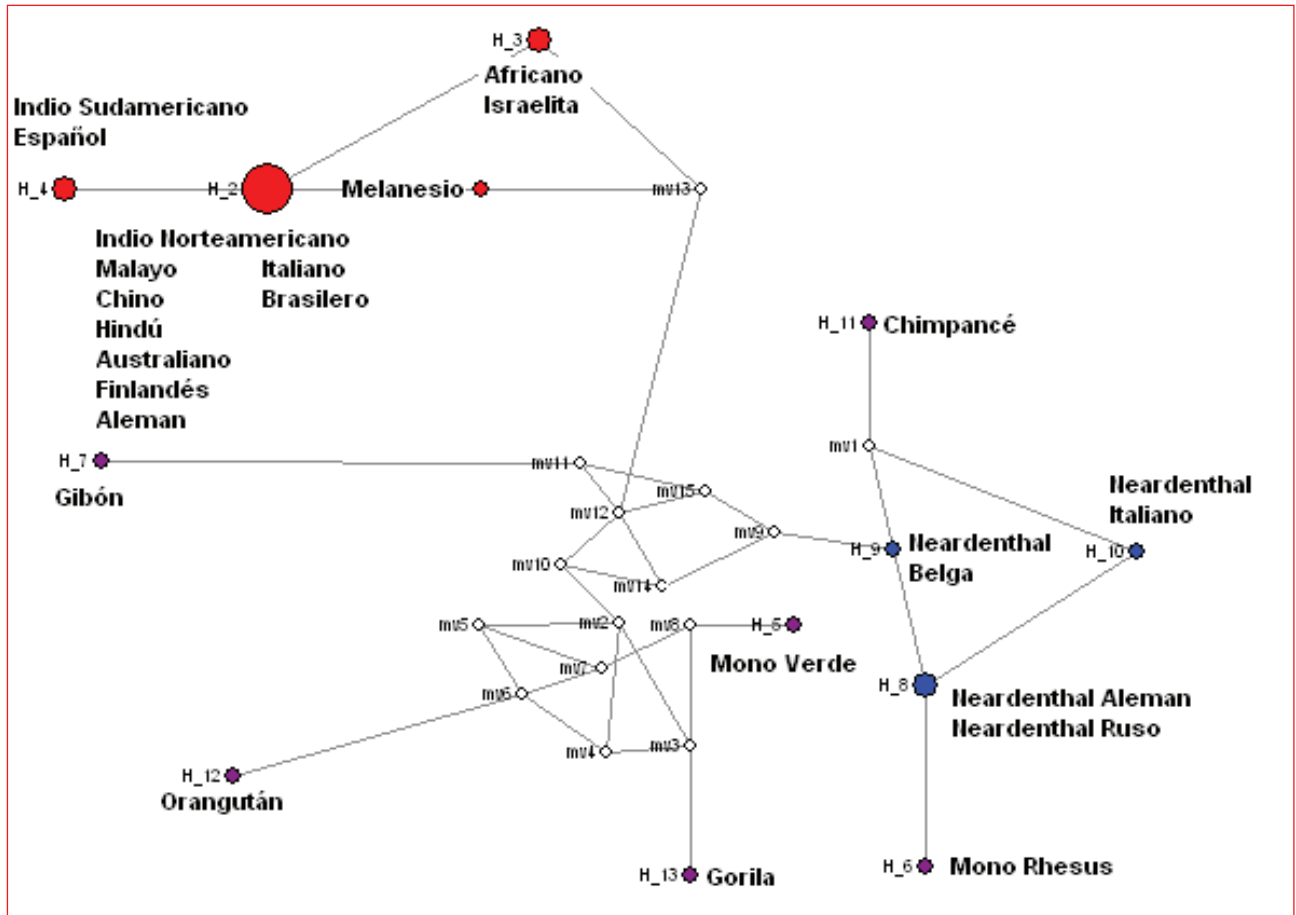 H_3
Africano
Israelita
Indio Sudamericano
Español
H_4
H_2
Melanesio
mv13
Indio Norteamericano
Malayo Italiano
Chino Brasilero
Hindú
Australiano
Finlandés
Aleman
H_11 Chimpancé
mv1
H_7
Gibón
mv11
mv15
mv12
mv9
mv10
mv14
H_9 Neardenthal
Belga
Neardenthal
Italiano
H_10
mv5
mv2
mv8
H_5
Mono Verde
mv7
mv6
mv4
mv3
H_8
Neardenthal Aleman
Neardenthal Ruso
H_12
Orangután
H_13 Gorila
H_6 Mono Rhesus